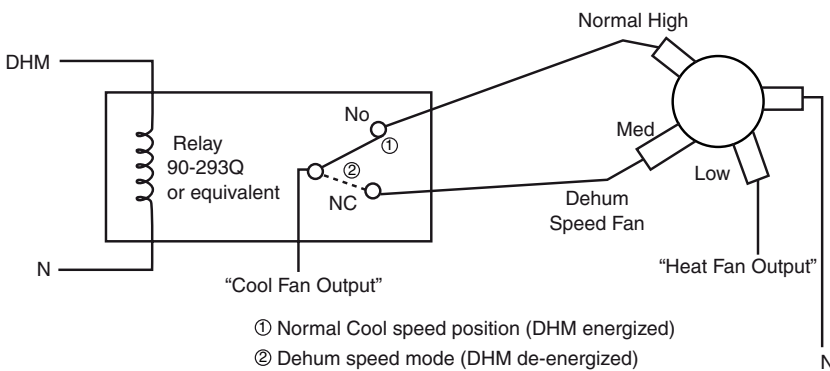 Normal High
DHM
No
Relay
90-293Q
or equivalent
①
②
NC
Med
Low
Dehum
Speed Fan
N
"Cool Fan Output"
"Heat Fan Output"
① Normal Cool speed position (DHM energized)
② Dehum speed mode (DHM de-energized)
N